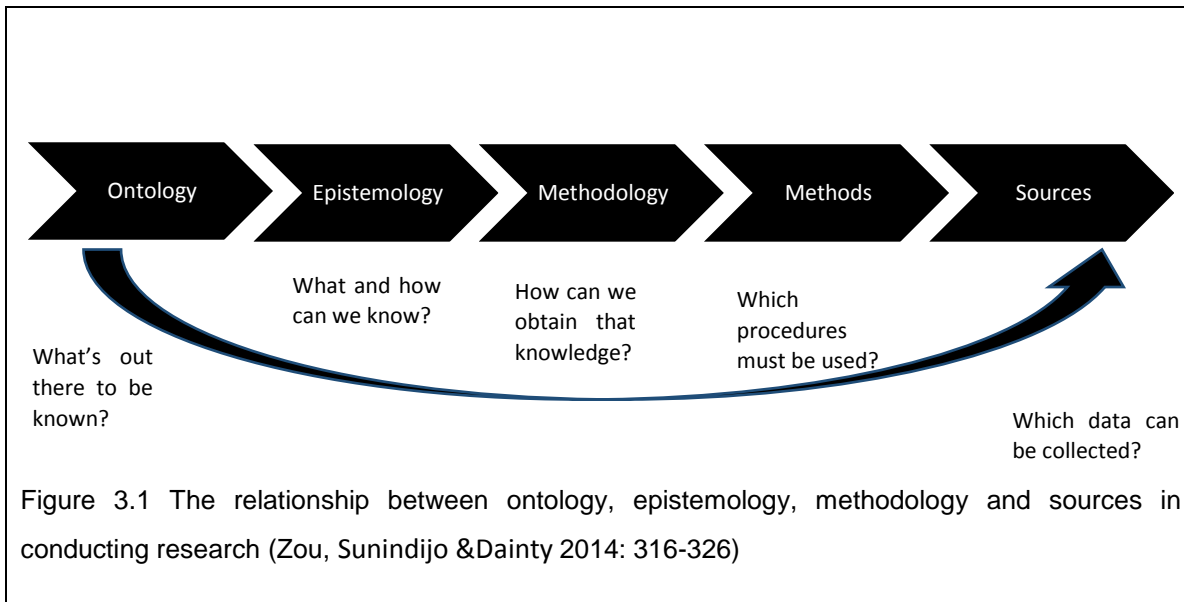 Ontology
Epistemology
Methodology
Methods
Sources
What and how
can we know?
How can we
obtain that
knowledge?
Which
procedures
must be used?
What's out
there to be
known?
Which data can
be collected?
Figure 3.1 The relationship between ontology, epistemology, methodology and sources in
conducting research (Zou, Sunindijo &Dainty 2014: 316-326)